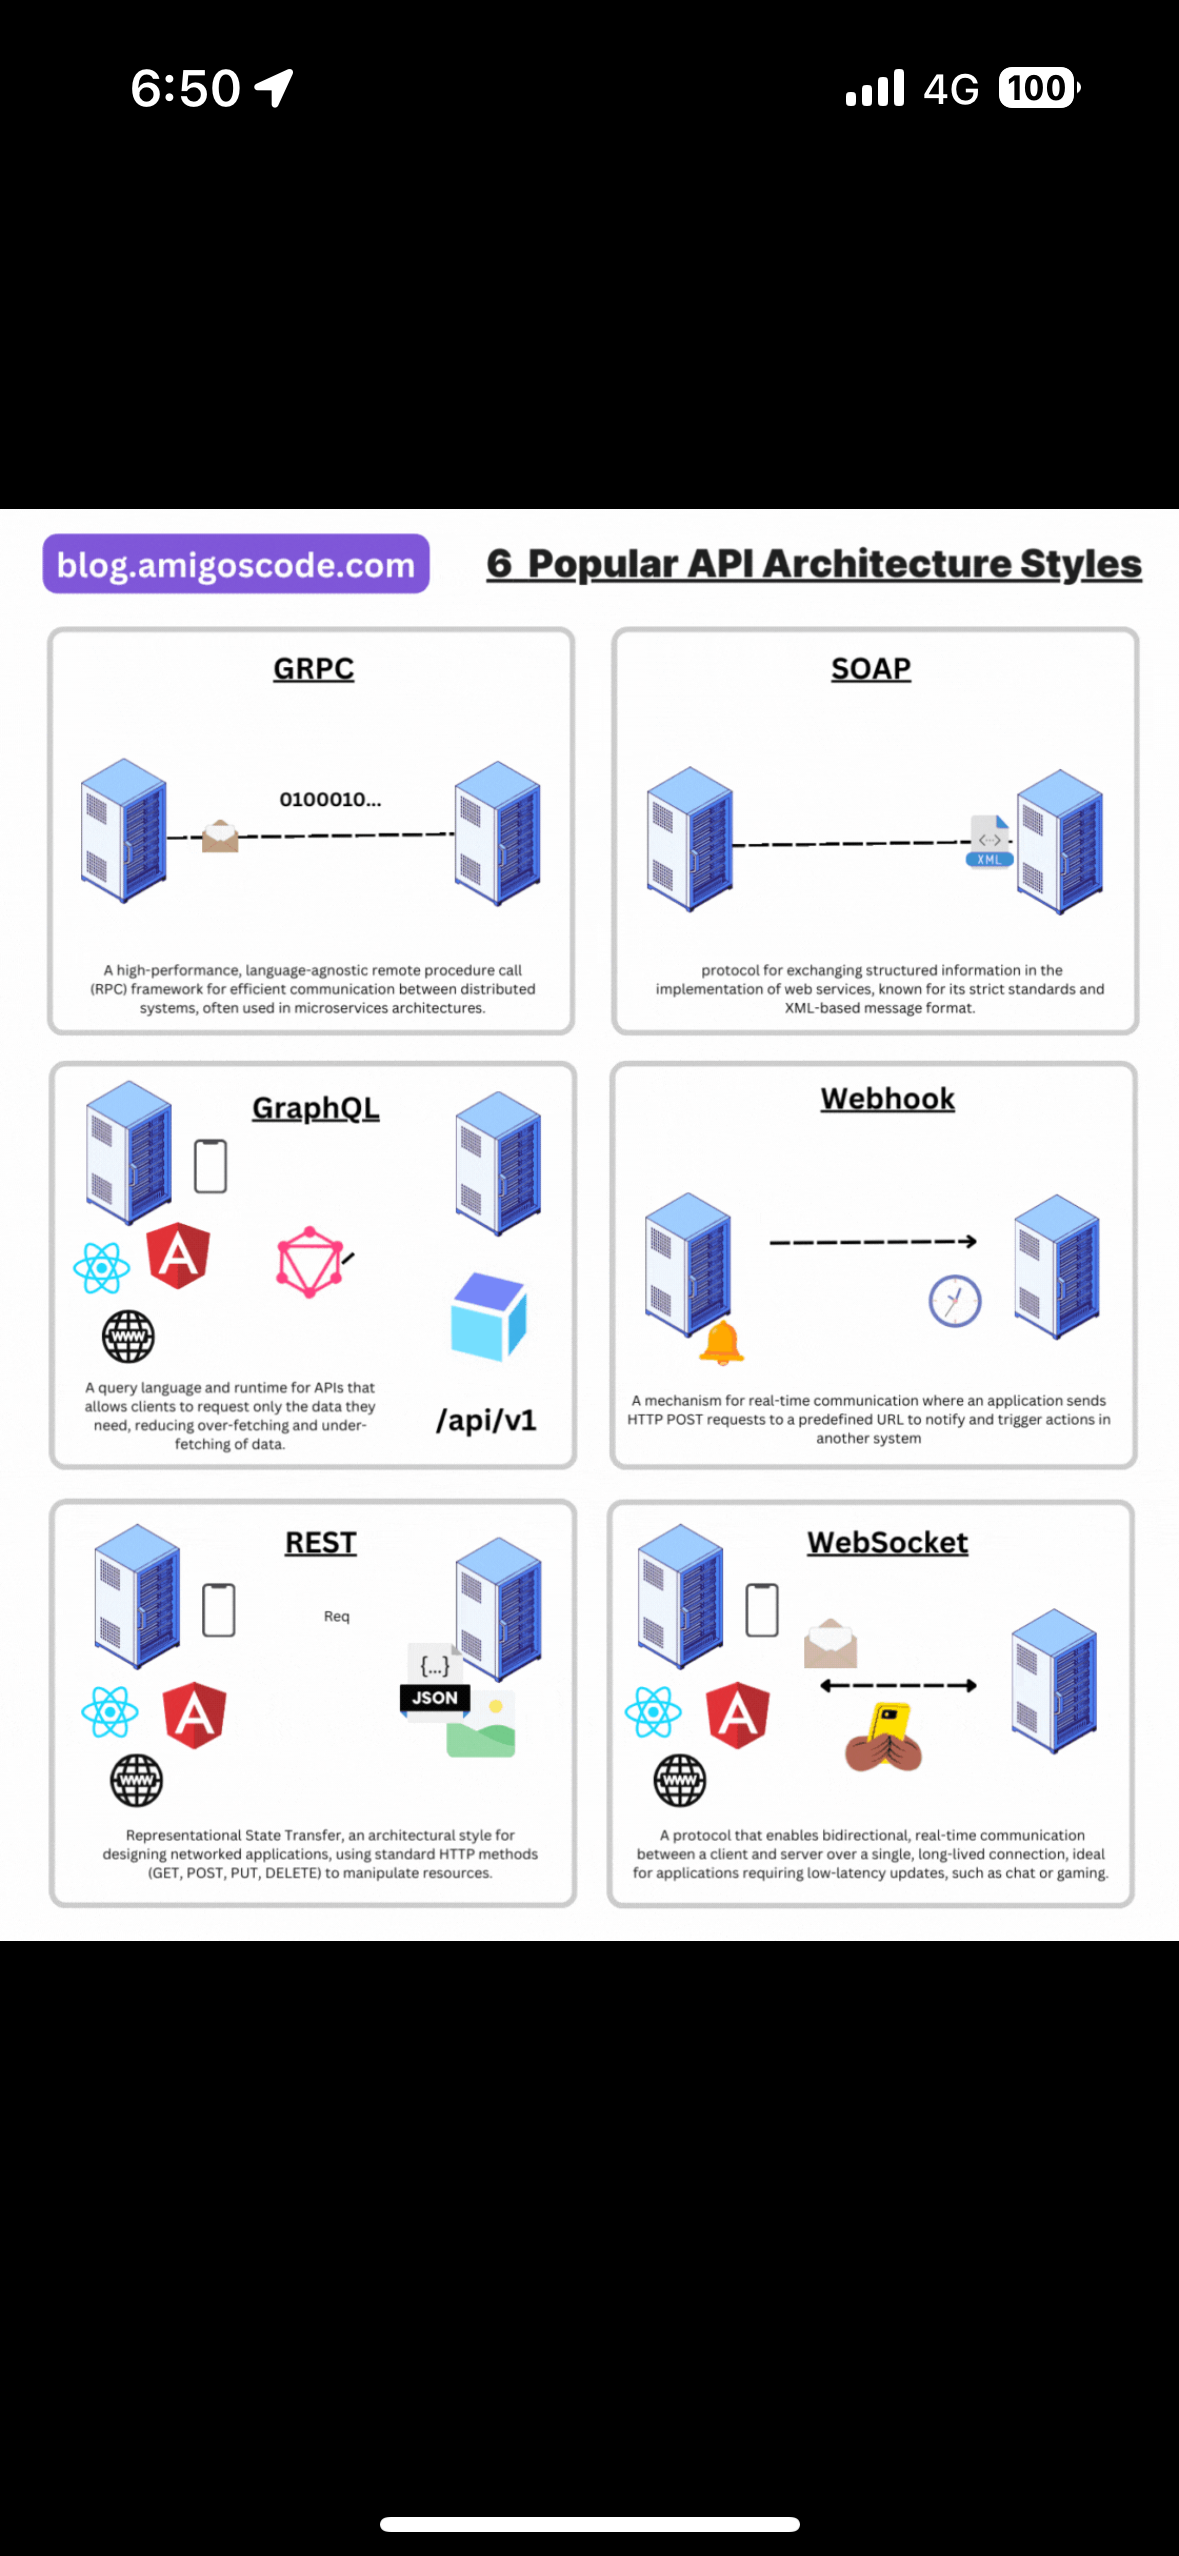 6:50
4G
100
blog.amigoscode.com
6 Popular API Architecture Styles
GRPC
0100010...
A high-performance, language-agnostic remote procedure call
(RPC) framework for efficient communication between distributed
systems, often used in microservices architectures.
SOAP
<··>
XML
protocol for exchanging structured information in the
implementation of web services, known for its strict standards and
XML-based message format.
GraphQL
A
WWW
A query language and runtime for APIs that
allows clients to request only the data they
need, reducing over-fetching and under-
fetching of data.
/api/v1
Webhook
A mechanism for real-time communication where an application sends
HTTP POST requests to a predefined URL to notify and trigger actions in
another system
REST
Req
{...}
JSON
A
WWW
Representational State Transfer, an architectural style for
designing networked applications, using standard HTTP methods
(GET, POST, PUT, DELETE) to manipulate resources.
WebSocket
A
WWW
A protocol that enables bidirectional, real-time communication
between a client and server over a single, long-lived connection, ideal
for applications requiring low-latency updates, such as chat or gaming.